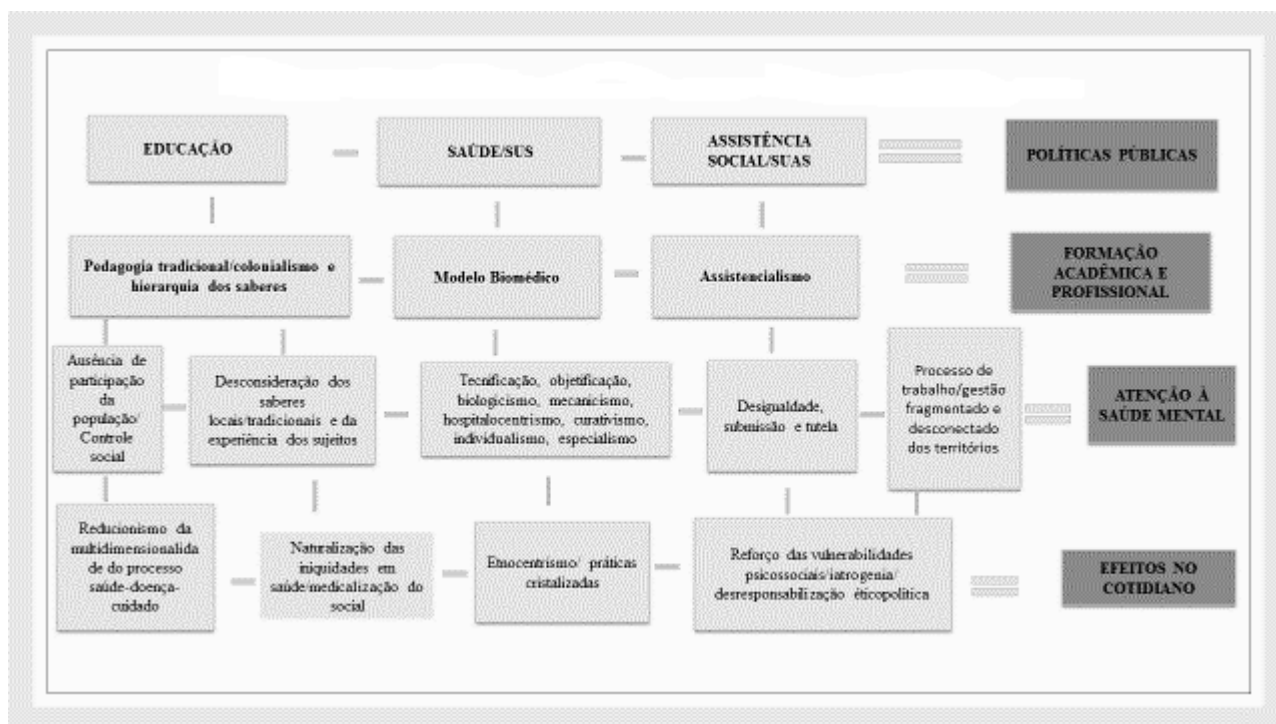 EDUCAÇÃO
SAÚDE/SUS
ASSISTÊNCIA
SOCIAL/SUAS
POLÍTICAS PÚBLICAS
Pedagogia tradicional/colonialismo e
hierarquia dos saberes
Modelo Biomédico
Assistencialismo
FORMAÇÃO
ACADÊMICA E
PROFISSIONAL
Ausência de
participação
da
população/
Controle
social
Desconsideração dos
saberes
locais/tradicionais e da
experiência dos sujeitos
Tecnificação, objetificação,
biologicismo, mecanicismo,
hospitalocentrismo, curativismo,
individualismo, especialismo
Desigualdade,
submissão e tutela
Processo de
trabalho/gestão
fragmentado e
desconectado
dos territórios
ATENÇÃO À
SAÚDE MENTAL
Reducionismo da
multidimensionalida
de do processo
saúde-doença-
cuidado
Naturalização das
iniquidades em
saúde/medicalização do
social
Etnocentrismo/ práticas
cristalizadas
Reforço das vulnerabilidades
psicossociais/iatrogenia/
desresponsabilização éticopolítica
EFEITOS NO
COTIDIANO